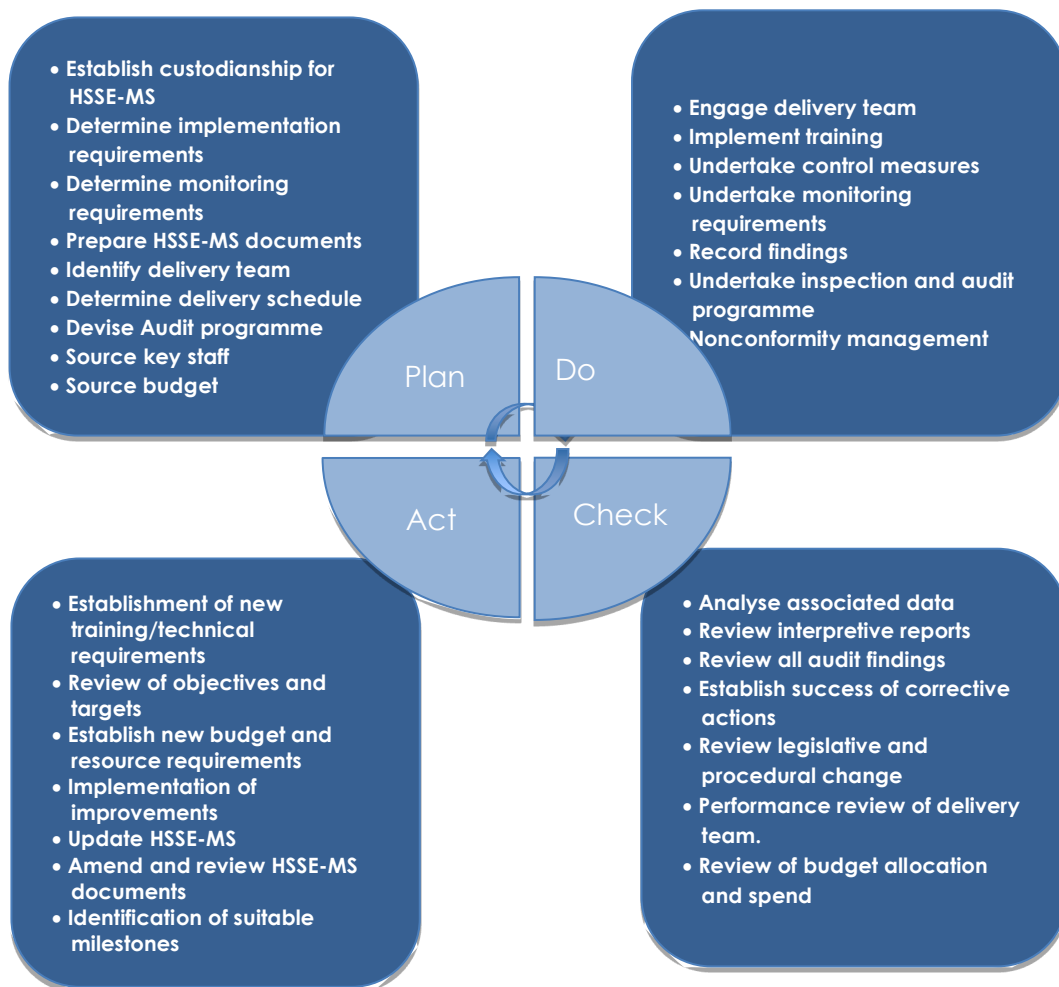 • Establish custodianship for
HSSE-MS
• Determine implementation
requirements
• Determine monitoring
requirements
• Prepare HSSE-MS documents
• Identify delivery team
• Determine delivery schedule
• Devise Audit programme
• Source key staff
• Source budget
• Engage delivery team
• Implement training
• Undertake control measures
• Undertake monitoring
requirements
• Record findings
• Undertake inspection and audit
programme
Nonconformity management
Plan
Do
Act
Check
• Establishment of new
training/technical
requirements
• Review of objectives and
targets
• Establish new budget and
resource requirements
• Implementation of
improvements
• Update HSSE-MS
• Amend and review HSSE-MS
documents
• Identification of suitable
milestones
• Analyse associated data
• Review interpretive reports
• Review all audit findings
• Establish success of corrective
actions
• Review legislative and
procedural change
• Performance review of delivery
team.
• Review of budget allocation
and spend